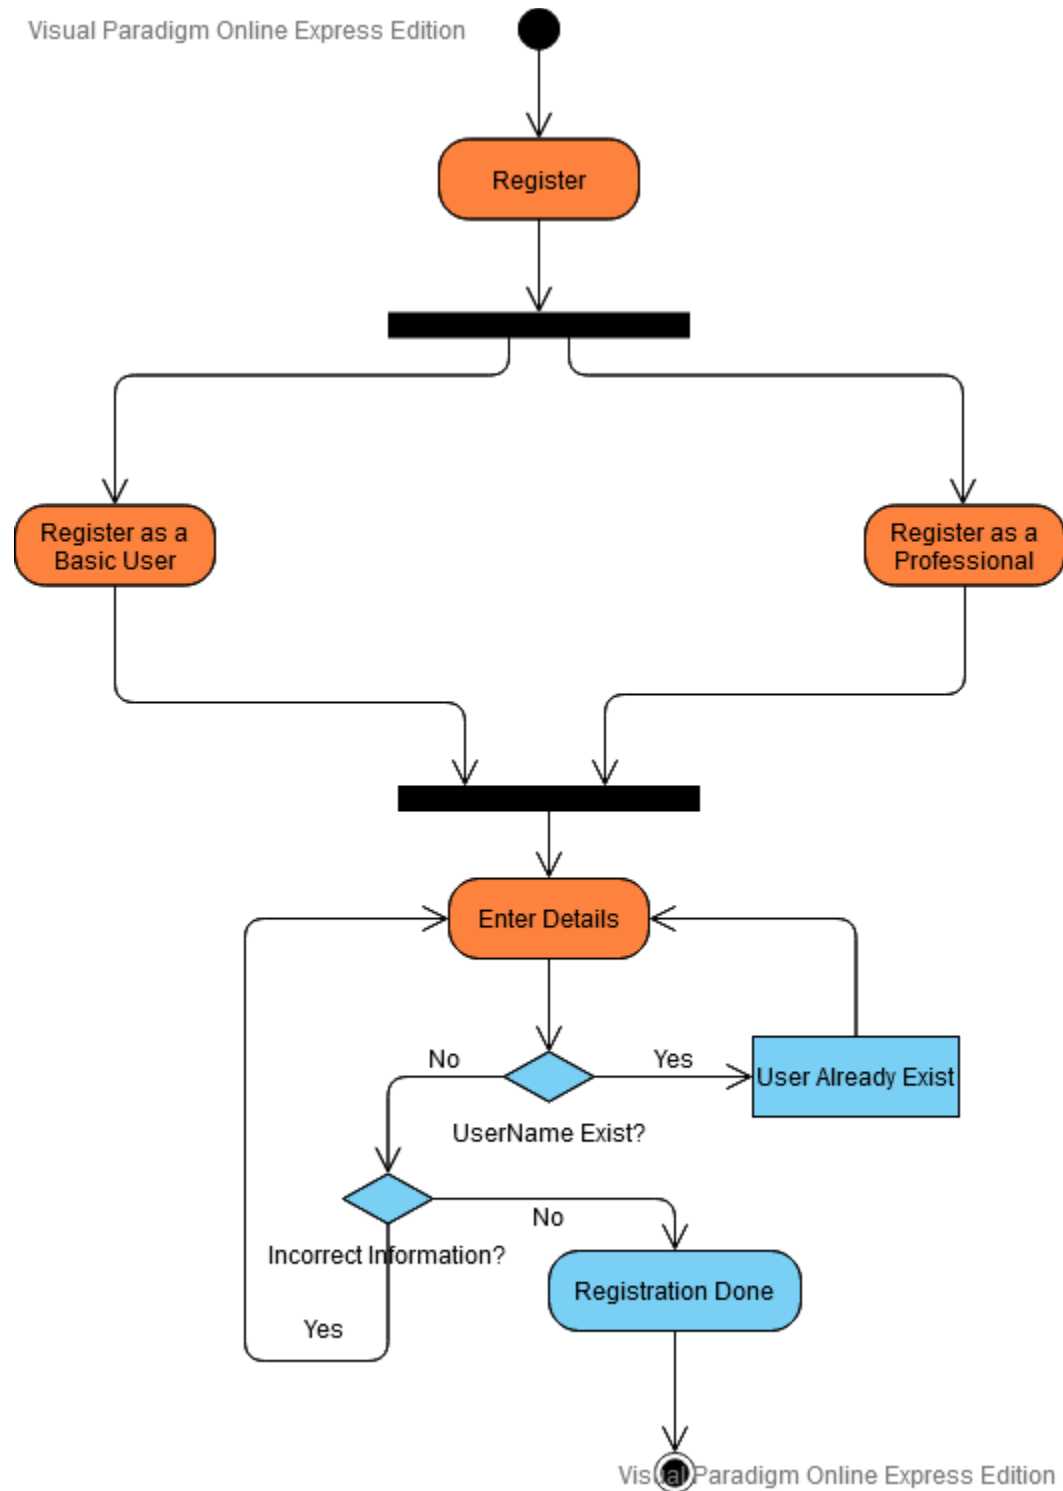 Visual Paradigm Online Express Edition
Register
Register as a
Basic User
Register as a
Professional
Enter Details
No
Yes
User Already Exist
UserName Exist?
No
Incorrect Information?
Registration Done
Yes
Visual Paradigm Online Express Edition